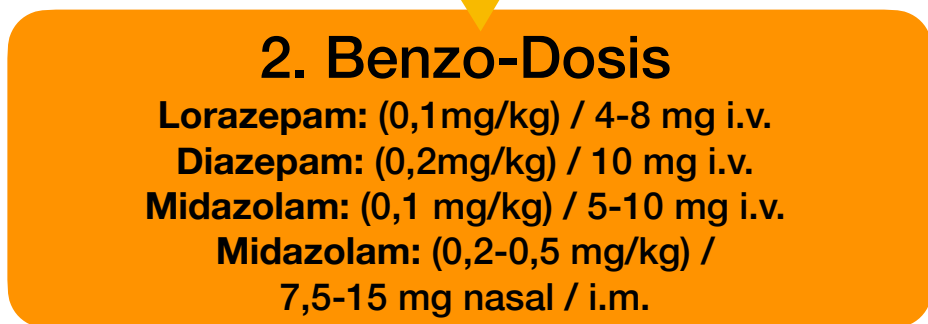 2. Benzo-Dosis
Lorazepam: (0,1mg/kg) / 4-8 mg i.v.
Diazepam: (0,2mg/kg) / 10 mg i.v.
Midazolam: (0,1 mg/kg) / 5-10 mg i.v.
Midazolam: (0,2-0,5 mg/kg) /
7,5-15 mg nasal / i.m.